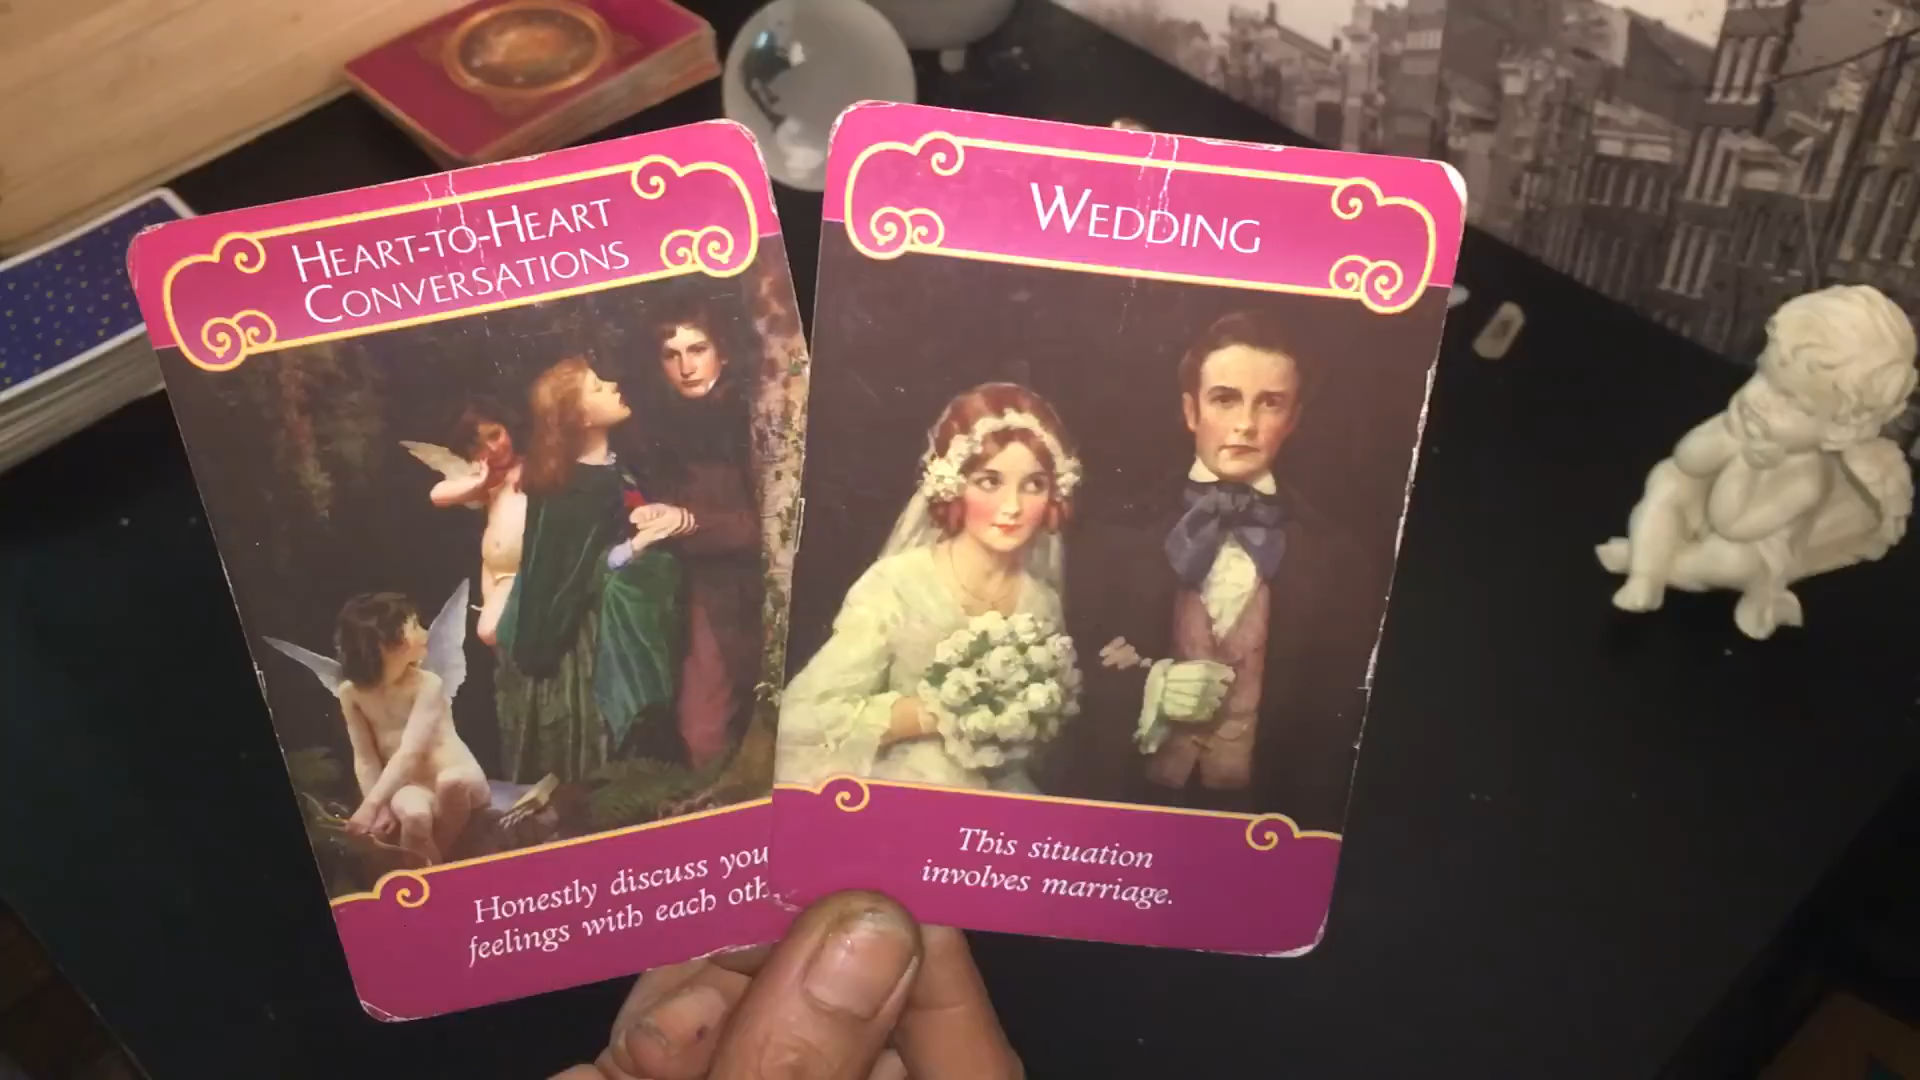 HEART-TO-HEART
CONVERSATIONS
Honestly discuss you
feelings with each oth
WEDDING
This situation
involves marriage.